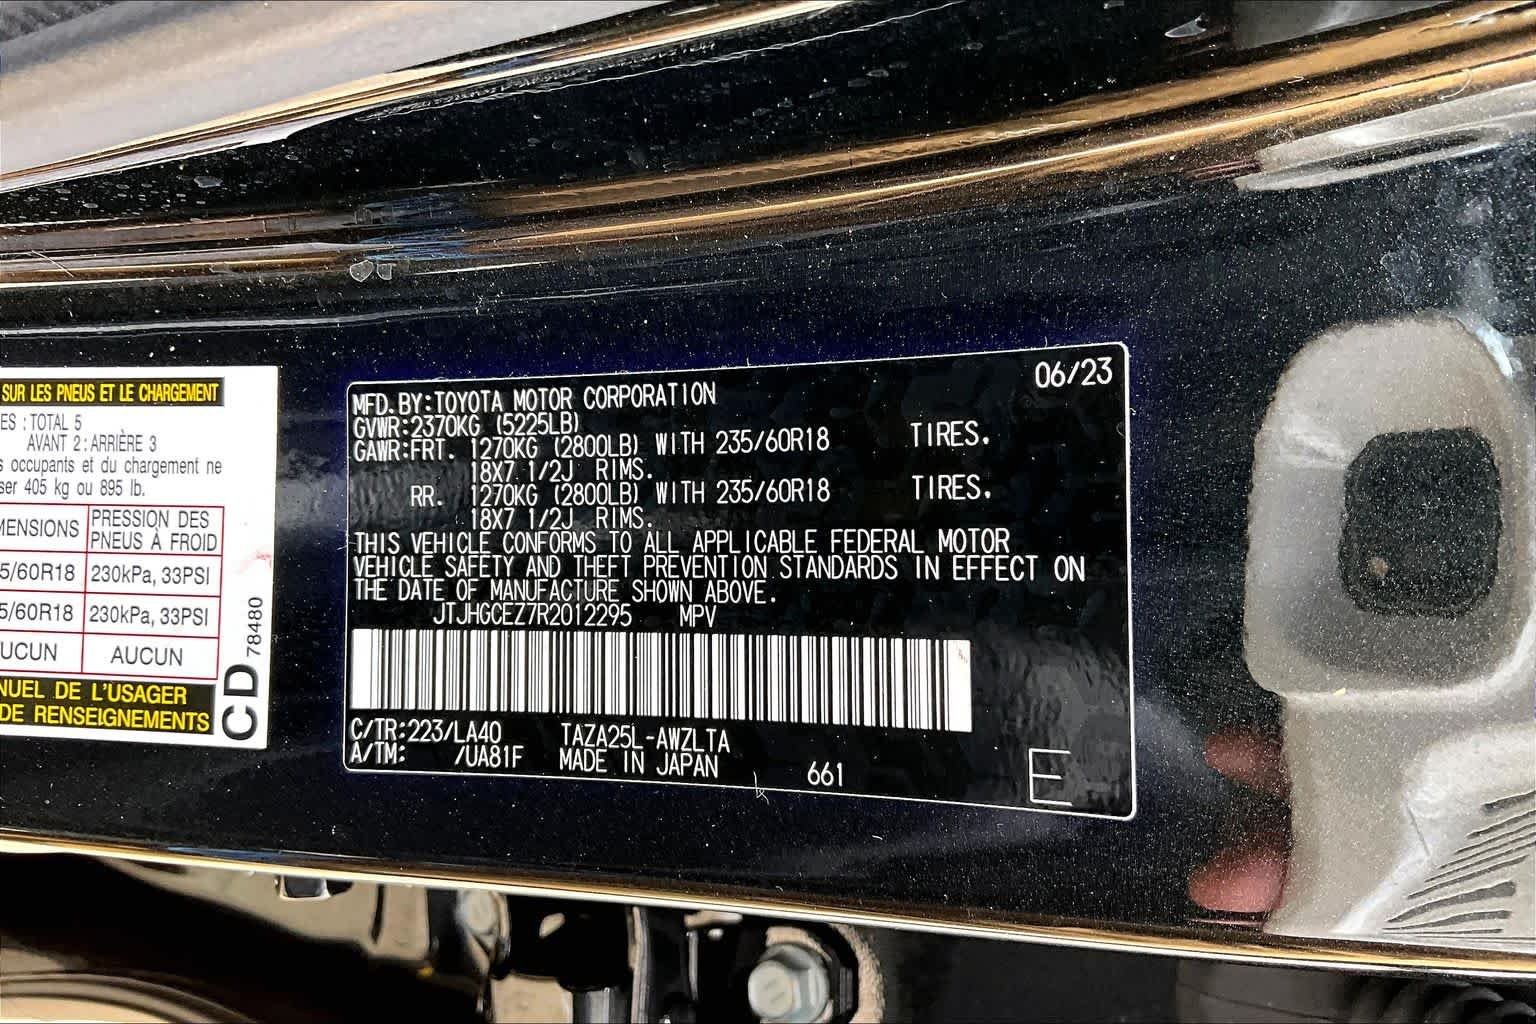 SUR LES PNEUS ET LE CHARGEMENT
ES : TOTAL 5
AVANT 2 : ARRIÈRE 3
occupants et du chargement ne
ser 405 kg ou 895 lb.
MENSIONS PRESSION DES PNEUS À FROID
5/60R18 230kPa, 33PSI
5/60R18 230kPa, 33PSI
UCUN AUCUN
NUEL DE L'USAGER
DE RENSEIGNEMENTS
CD 78480
06/23
MFD. BY:TOYOTA MOTOR CORPORATION
GVWR:2370KG (5225LB)
GAWR:FRT. 1270KG (2800LB) WITH 235/60R18 TIRES.
18X7 1/2J RIMS.
RR. 1270KG (2800LB) WITH 235/60R18 TIRES.
18X7 1/2J RIMS.
THIS VEHICLE CONFORMS TO ALL APPLICABLE FEDERAL MOTOR
VEHICLE SAFETY AND THEFT PREVENTION STANDARDS IN EFFECT ON
THE DATE OF MANUFACTURE SHOWN ABOVE.
JTJHGCEZ7R2012295 MPV
C/TR:223/LA40 TAZA25L-AWZLTA
A/TM: /UA81F MADE IN JAPAN 661
E